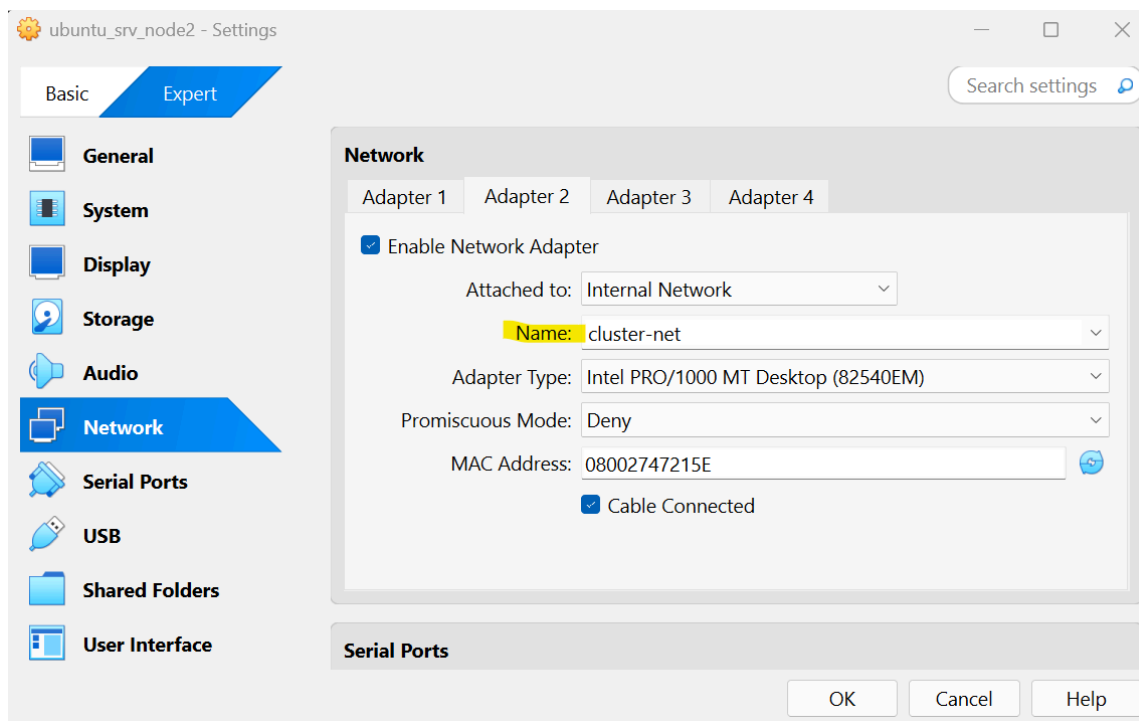 ubuntu_srv_node2 - Settings
Basic
Expert
Search settings
General
System
Display
Storage
Audio
Network
Serial Ports
USB
Shared Folders
User Interface
Network
Adapter 1
Adapter 2
Adapter 3
Adapter 4
Enable Network Adapter
Attached to: Internal Network
Name: cluster-net
Adapter Type: Intel PRO/1000 MT Desktop (82540EM)
Promiscuous Mode: Deny
MAC Address: 08002747215E
Cable Connected
Serial Ports
OK
Cancel
Help